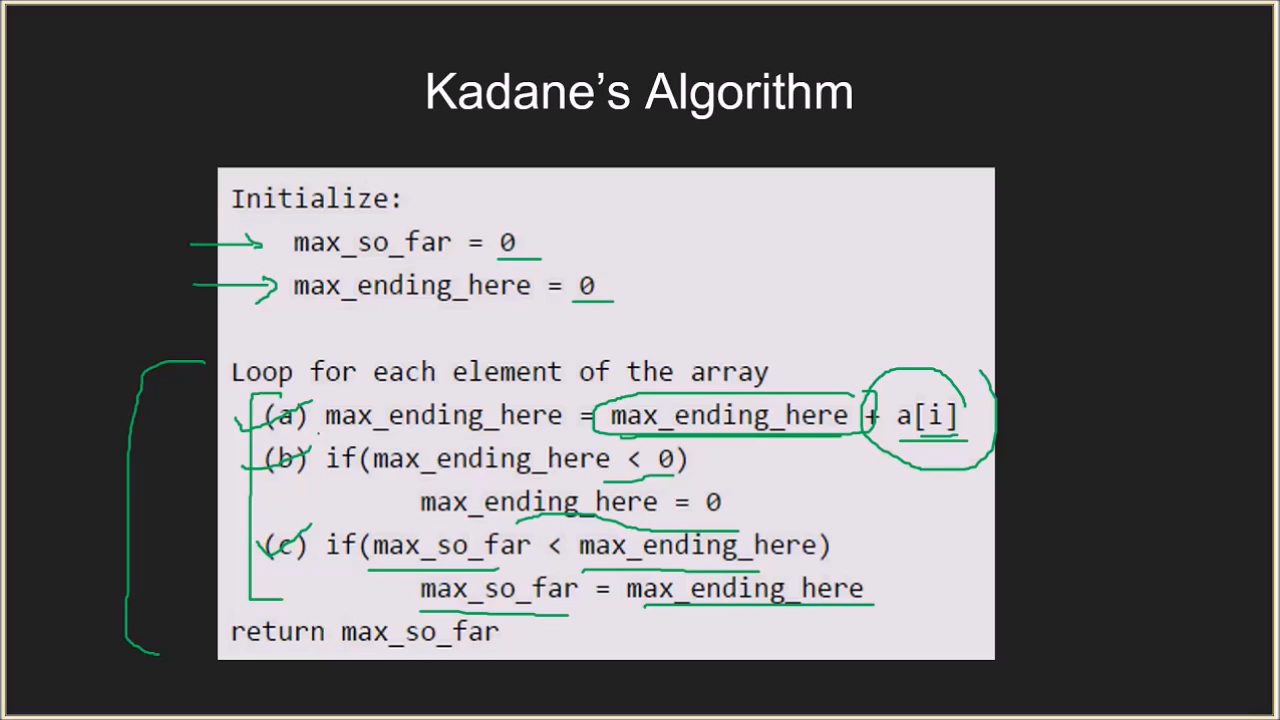 Kadane’s Algorithm
Initialize:
max_so_far = 0
max_ending_here = 0
Loop for each element of the array
(a) max_ending_here = max_ending_here + a[i]
(b) if(max_ending_here < 0)
max_ending_here = 0
(c) if(max_so_far < max_ending_here)
max_so_far = max_ending_here
return max_so_far